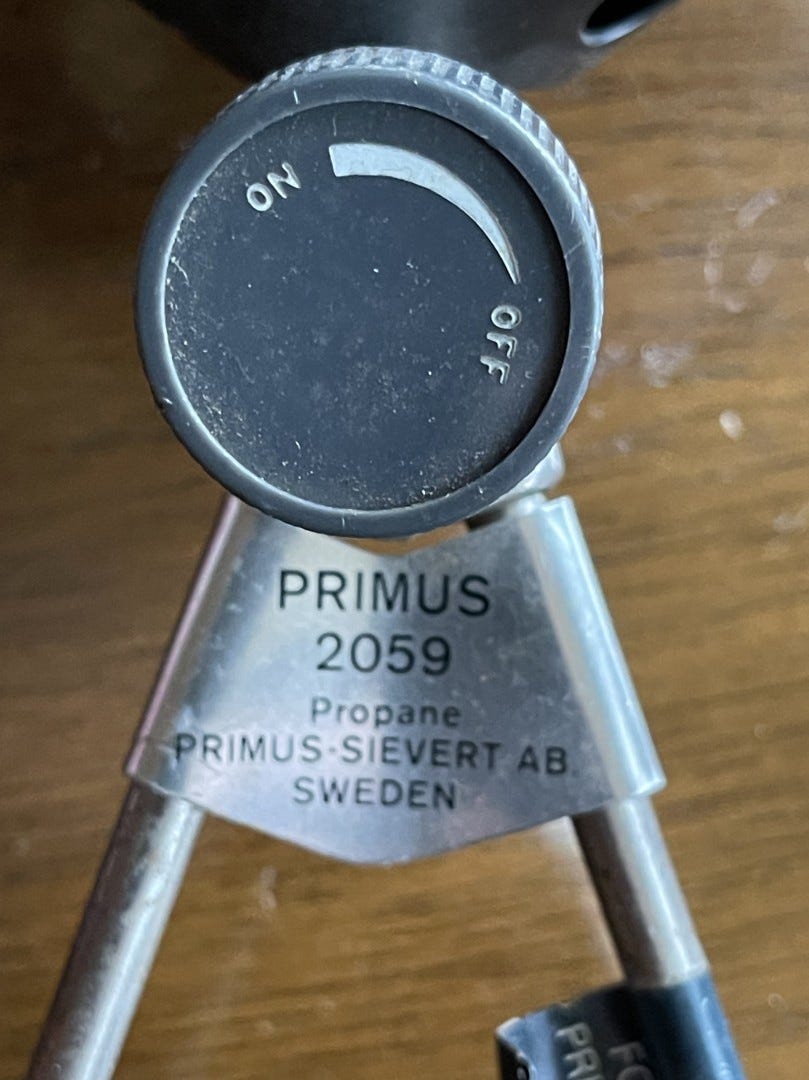 ON
OFF
PRIMUS
2059
Propane
PRIMUS-SIEVERT AB.
SWEDEN